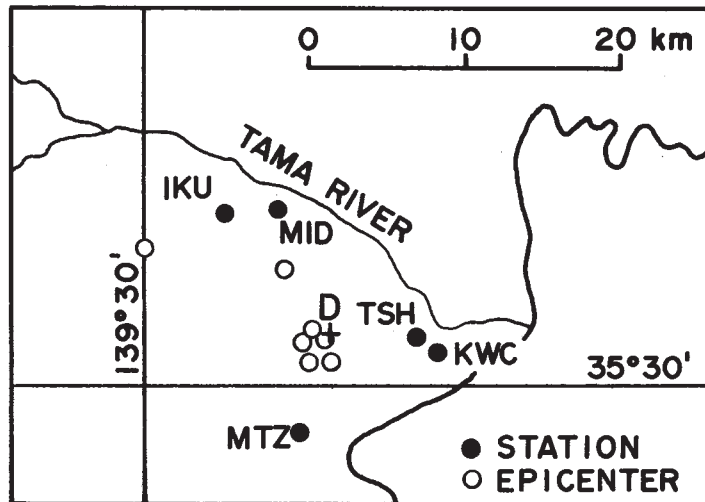 0 10 20 km
TAMA RIVER
IKU
MID
139°30'
D
TSH
KWC
35°30'
MTZ
STATION
EPICENTER